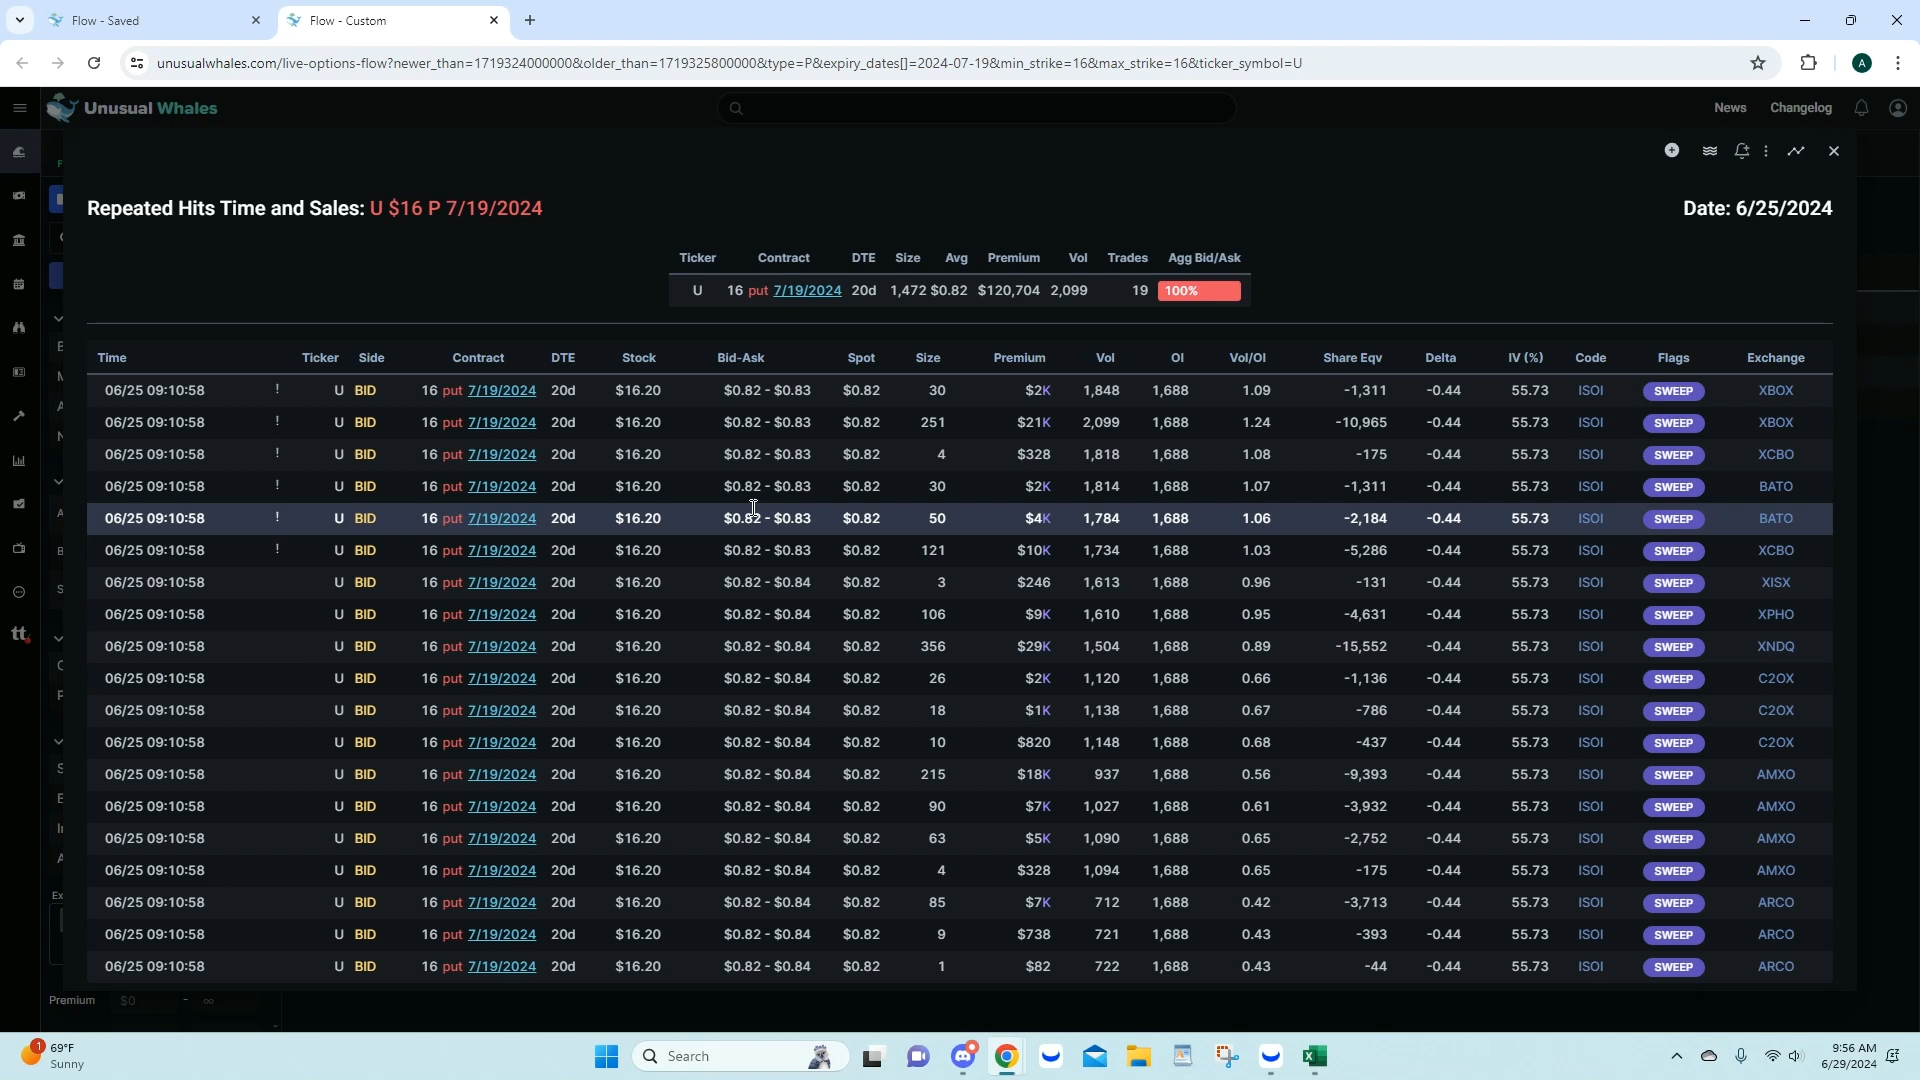 Flow - Saved
Flow - Custom
unusualwhales.com/live-options-flow?newer_than=1719324000000&older_than=1719325800000&type=P&expiry_dates[]=2024-07-19&min_strike=16&max_strike=16&ticker_symbol=U
A
Unusual Whales
News Changelog
Repeated Hits Time and Sales: U $16 P 7/19/2024
Date: 6/25/2024
Ticker Contract DTE Size Avg Premium Vol Trades Agg Bid/Ask
U 16 put 7/19/2024 20d 1,472 $0.82 $120,704 2,099 19 100%
Time Ticker Side Contract DTE Stock Bid-Ask Spot Size Premium Vol OI Vol/OI Share Eqv Delta IV (%) Code Flags Exchange
06/25 09:10:58 ! U BID 16 put 7/19/2024 20d $16.20 $0.82 - $0.83 $0.82 30 $2K 1,848 1,688 1.09 -1,311 -0.44 55.73 ISOI SWEEP XBOX
06/25 09:10:58 ! U BID 16 put 7/19/2024 20d $16.20 $0.82 - $0.83 $0.82 251 $21K 2,099 1,688 1.24 -10,965 -0.44 55.73 ISOI SWEEP XBOX
06/25 09:10:58 ! U BID 16 put 7/19/2024 20d $16.20 $0.82 - $0.83 $0.82 4 $328 1,818 1,688 1.08 -175 -0.44 55.73 ISOI SWEEP XCBO
06/25 09:10:58 ! U BID 16 put 7/19/2024 20d $16.20 $0.82 - $0.83 $0.82 30 $2K 1,814 1,688 1.07 -1,311 -0.44 55.73 ISOI SWEEP BATO
06/25 09:10:58 ! U BID 16 put 7/19/2024 20d $16.20 $0.82 - $0.83 $0.82 50 $4K 1,784 1,688 1.06 -2,184 -0.44 55.73 ISOI SWEEP BATO
06/25 09:10:58 ! U BID 16 put 7/19/2024 20d $16.20 $0.82 - $0.83 $0.82 121 $10K 1,734 1,688 1.03 -5,286 -0.44 55.73 ISOI SWEEP XCBO
06/25 09:10:58 U BID 16 put 7/19/2024 20d $16.20 $0.82 - $0.84 $0.82 3 $246 1,613 1,688 0.96 -131 -0.44 55.73 ISOI SWEEP XISX
06/25 09:10:58 U BID 16 put 7/19/2024 20d $16.20 $0.82 - $0.84 $0.82 106 $9K 1,610 1,688 0.95 -4,631 -0.44 55.73 ISOI SWEEP XPHO
06/25 09:10:58 U BID 16 put 7/19/2024 20d $16.20 $0.82 - $0.84 $0.82 356 $29K 1,504 1,688 0.89 -15,552 -0.44 55.73 ISOI SWEEP XNDQ
06/25 09:10:58 U BID 16 put 7/19/2024 20d $16.20 $0.82 - $0.84 $0.82 26 $2K 1,120 1,688 0.66 -1,136 -0.44 55.73 ISOI SWEEP C2OX
06/25 09:10:58 U BID 16 put 7/19/2024 20d $16.20 $0.82 - $0.84 $0.82 18 $1K 1,138 1,688 0.67 -786 -0.44 55.73 ISOI SWEEP C2OX
06/25 09:10:58 U BID 16 put 7/19/2024 20d $16.20 $0.82 - $0.84 $0.82 10 $820 1,148 1,688 0.68 -437 -0.44 55.73 ISOI SWEEP C2OX
06/25 09:10:58 U BID 16 put 7/19/2024 20d $16.20 $0.82 - $0.84 $0.82 215 $18K 937 1,688 0.56 -9,393 -0.44 55.73 ISOI SWEEP AMXO
06/25 09:10:58 U BID 16 put 7/19/2024 20d $16.20 $0.82 - $0.84 $0.82 90 $7K 1,027 1,688 0.61 -3,932 -0.44 55.73 ISOI SWEEP AMXO
06/25 09:10:58 U BID 16 put 7/19/2024 20d $16.20 $0.82 - $0.84 $0.82 63 $5K 1,090 1,688 0.65 -2,752 -0.44 55.73 ISOI SWEEP AMXO
06/25 09:10:58 U BID 16 put 7/19/2024 20d $16.20 $0.82 - $0.84 $0.82 4 $328 1,094 1,688 0.65 -175 -0.44 55.73 ISOI SWEEP AMXO
06/25 09:10:58 U BID 16 put 7/19/2024 20d $16.20 $0.82 - $0.84 $0.82 85 $7K 712 1,688 0.42 -3,713 -0.44 55.73 ISOI SWEEP ARCO
06/25 09:10:58 U BID 16 put 7/19/2024 20d $16.20 $0.82 - $0.84 $0.82 9 $738 721 1,688 0.43 -393 -0.44 55.73 ISOI SWEEP ARCO
06/25 09:10:58 U BID 16 put 7/19/2024 20d $16.20 $0.82 - $0.84 $0.82 1 $82 722 1,688 0.43 -44 -0.44 55.73 ISOI SWEEP ARCO
tt
Premium $0 - ∞
1
69°F
Sunny
Search
9:56 AM
6/29/2024